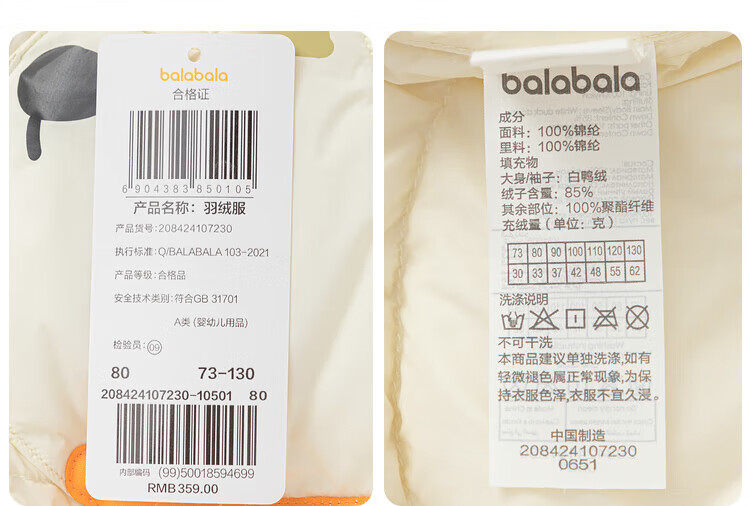 balabala
合格证
6 904383 850105
产品名称：羽绒服
产品货号：208424107230
执行标准：Q/BALABALA 103-2021
产品等级：合格品
安全技术类别：符合GB 31701
A类 (婴幼儿用品)
检验员：09
80 73-130
208424107230-10501 80
内部编码 (99)50018594699
RMB359.00
balabala
成分
面料：100%锦纶
里料：100%锦纶
填充物
大身/袖子：白鸭绒
绒子含量：85%
其余部位：100%聚酯纤维
充绒量（单位：克）
73 80 90 100 110 120 130
30 33 37 42 48 55 62
洗涤说明
不可干洗
本商品建议单独洗涤，如有
轻微褪色属正常现象，为保
持衣服色泽，衣服不宜久浸。
中国制造
208424107230
0651